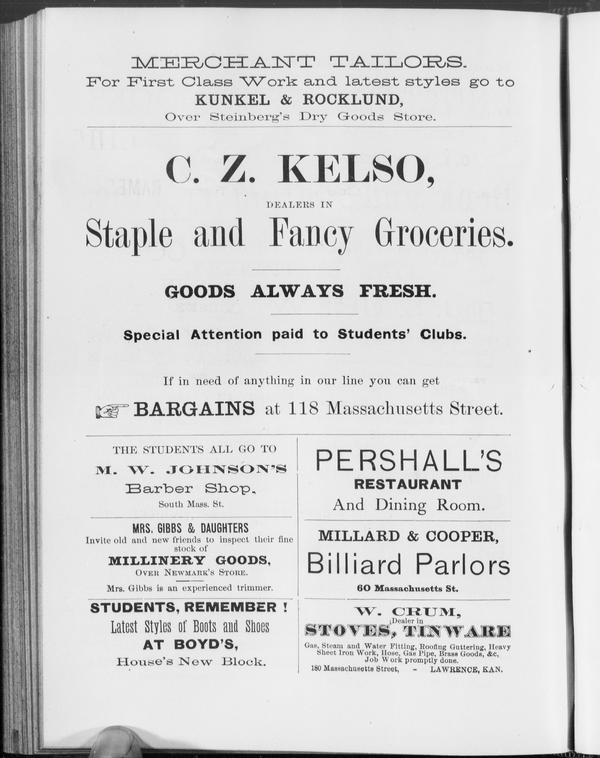 MERCHANT TAILORS.
For First Class Work and latest styles go to
KUNKEL & ROCKLUND,
Over Steinberg's Dry Goods Store.
C. Z. KELSO,
DEALERS IN
Staple and Fancy Groceries.
GOODS ALWAYS FRESH.
Special Attention paid to Students' Clubs.
If in need of anything in our line you can get
☞ BARGAINS at 118 Massachusetts Street.
THE STUDENTS ALL GO TO
M. W. JOHNSON'S
Barber Shop,
South Mass. St.
MRS. GIBBS & DAUGHTERS
Invite old and new friends to inspect their fine
stock of
MILLINERY GOODS,
OVER NEWMARK'S STORE.
Mrs. Gibbs is an experienced trimmer.
STUDENTS, REMEMBER !
Latest Styles of Boots and Shoes
AT BOYD'S,
House's New Block.
PERSHALL'S
RESTAURANT
And Dining Room.
MILLARD & COOPER,
Billiard Parlors
60 Massachusetts St.
W. CRUM,
Dealer in
STOVES, TINWARE
Gas, Steam and Water Fitting, Roofing Guttering, Heavy
Sheet Iron Work, Hose, Gas Pipe, Brass Goods, &c,
Job Work promptly done.
180 Massachusetts Street, - LAWRENCE, KAN.